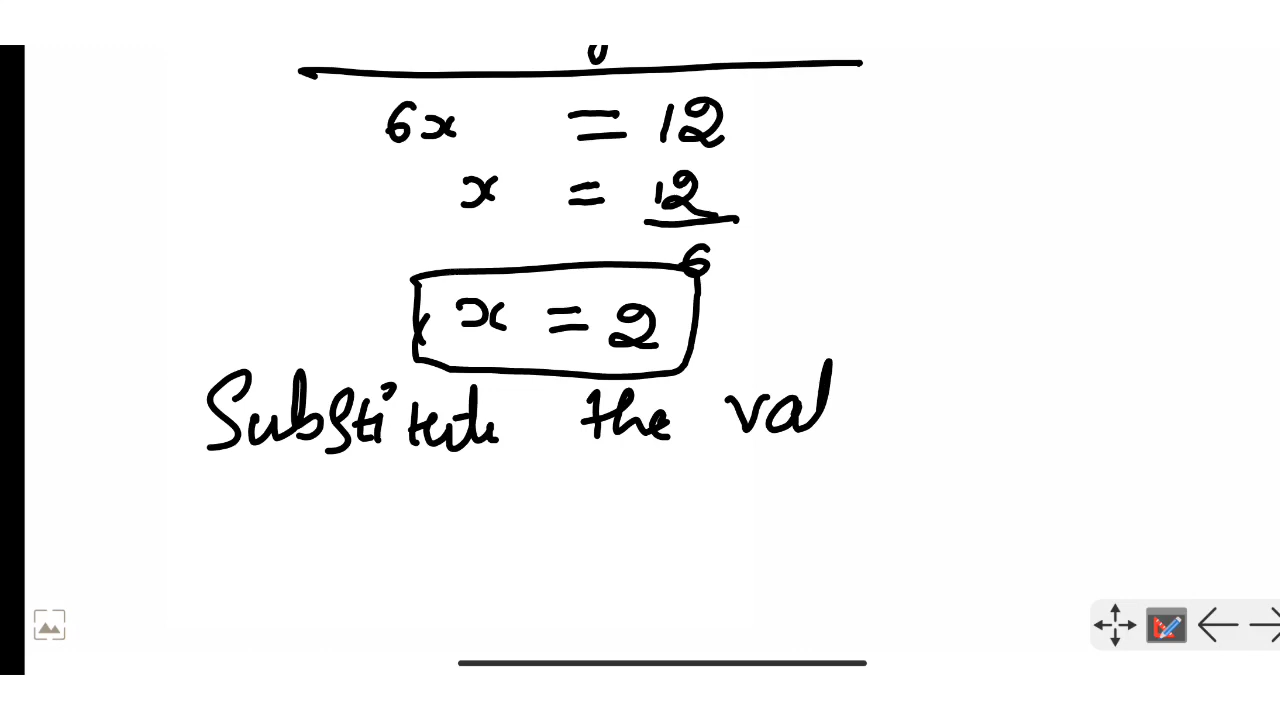 6x = 12
x = 12
6
x = 2
Substitute the val